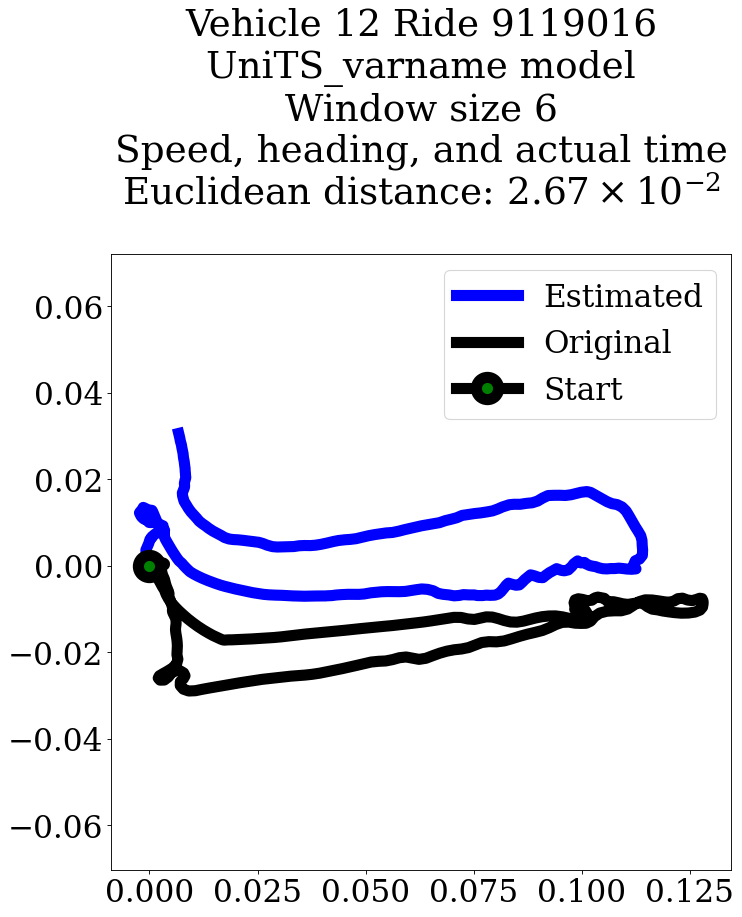 Vehicle 12 Ride 9119016
UniTS_varname model
Window size 6
Speed, heading, and actual time
Euclidean distance: 2.67 × 10⁻²
Estimated
Original
Start
0.06
0.04
0.02
0.00
−0.02
−0.04
−0.06
0.000 0.025 0.050 0.075 0.100 0.125